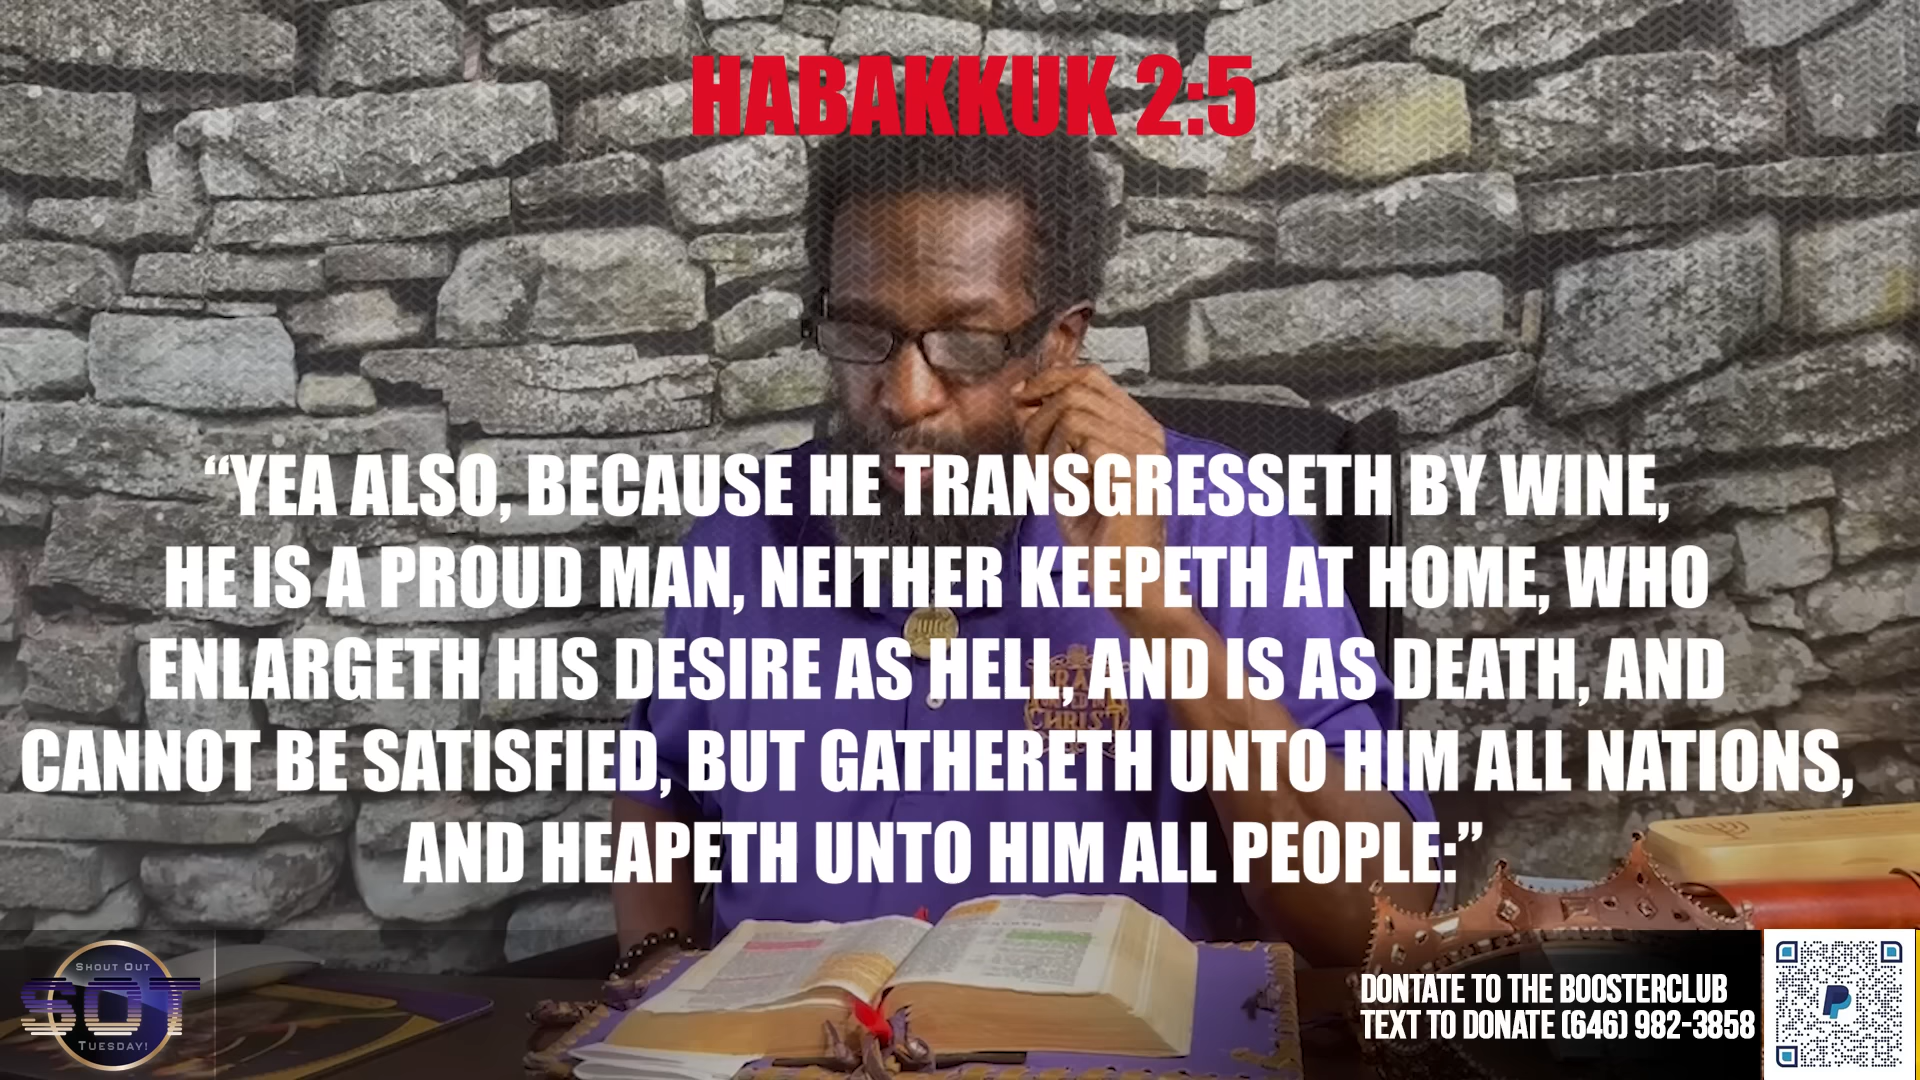 HABAKKUK 2:5
“YEA ALSO, BECAUSE HE TRANSGRESSETH BY WINE,
HE IS A PROUD MAN, NEITHER KEEPETH AT HOME, WHO
ENLARGETH HIS DESIRE AS HELL, AND IS AS DEATH, AND
CANNOT BE SATISFIED, BUT GATHERETH UNTO HIM ALL NATIONS,
AND HEAPETH UNTO HIM ALL PEOPLE:”
CHRIST
SHOUT OUT
SOT
TUESDAY!
DONTATE TO THE BOOSTERCLUB
TEXT TO DONATE (646) 982-3858